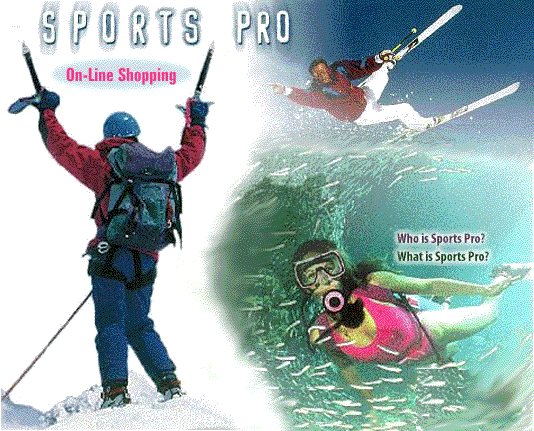 SPORTS PRO
On-Line Shopping
Who is Sports Pro?
What is Sports Pro?